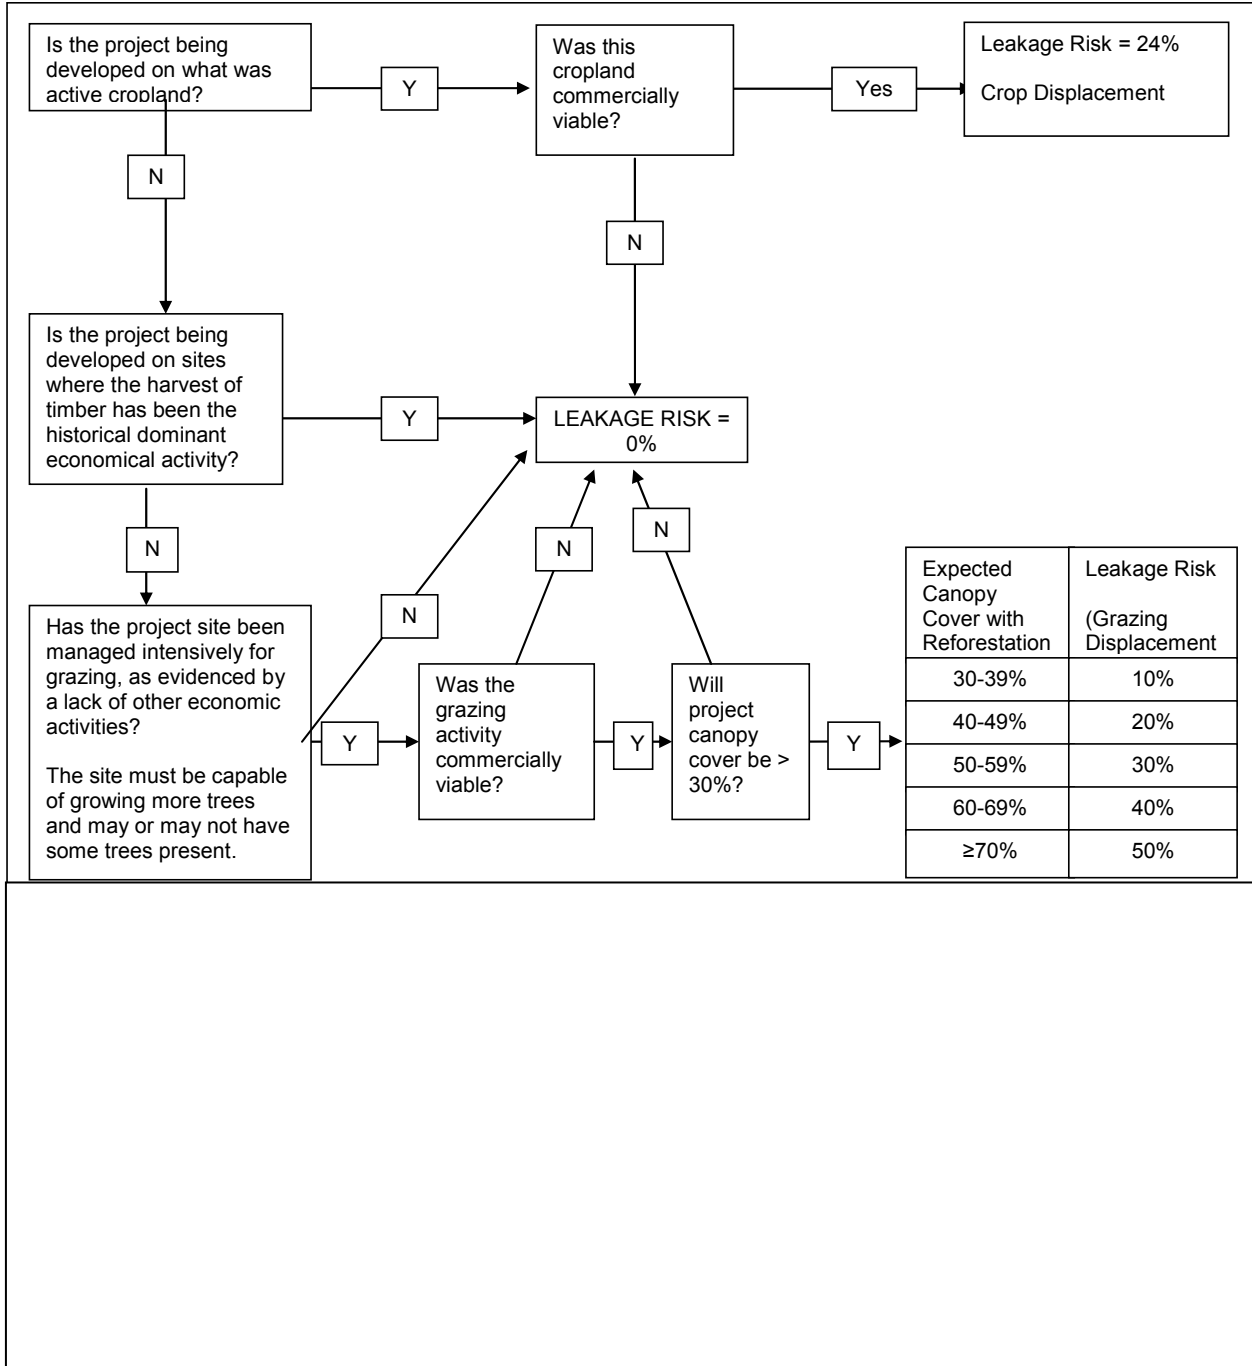 Is the project being
developed on what was
active cropland?
Y
Was this
cropland
commercially
viable?
Yes
Leakage Risk = 24%
Crop Displacement
N
N
Is the project being
developed on sites
where the harvest of
timber has been the
historical dominant
economical activity?
Y
LEAKAGE RISK =
0%
N
N
N
N
Has the project site been
managed intensively for
grazing, as evidenced by
a lack of other economic
activities?
The site must be capable
of growing more trees
and may or may not have
some trees present.
Y
Was the
grazing
activity
commercially
viable?
Y
Will
project
canopy
cover be >
30%?
Y
Expected
Canopy
Cover with
Reforestation
Leakage Risk
(Grazing
Displacement
30-39% 10%
40-49% 20%
50-59% 30%
60-69% 40%
≥70% 50%